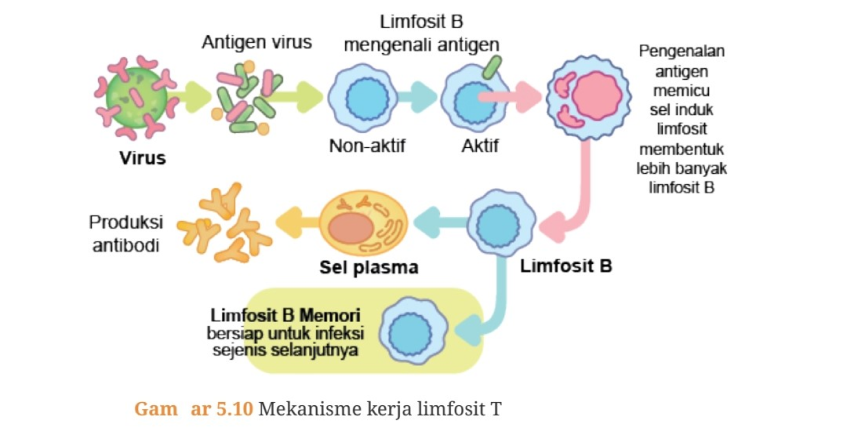 Limfosit B
mengenali antigen
Antigen virus
Pengenalan
antigen
memicu
sel induk
limfosit
membentuk
lebih banyak
limfosit B
Virus
Non-aktif
Aktif
Produksi
antibodi
Sel plasma
Limfosit B
Limfosit B Memori
bersiap untuk infeksi
sejenis selanjutnya
Gam ar 5.10 Mekanisme kerja limfosit T